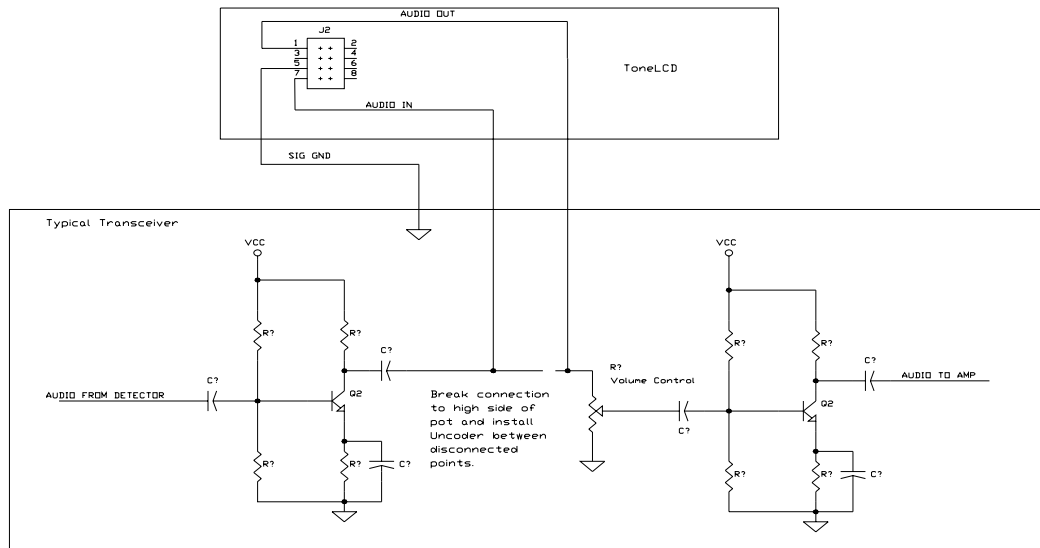 AUDIO OUT
J2
1 2
3 4
5 6
7 8
ToneLCD
AUDIO IN
SIG GND
Typical Transceiver
VCC
VCC
R?
R?
R?
R?
C?
C?
R?
Volume Control
C?
AUDIO FROM DETECTOR
C?
Q2
Break connection
to high side of
pot and install
Uncoder between
disconnected
points.
C?
Q2
AUDIO TO AMP
R?
R?
C?
R?
R?
C?